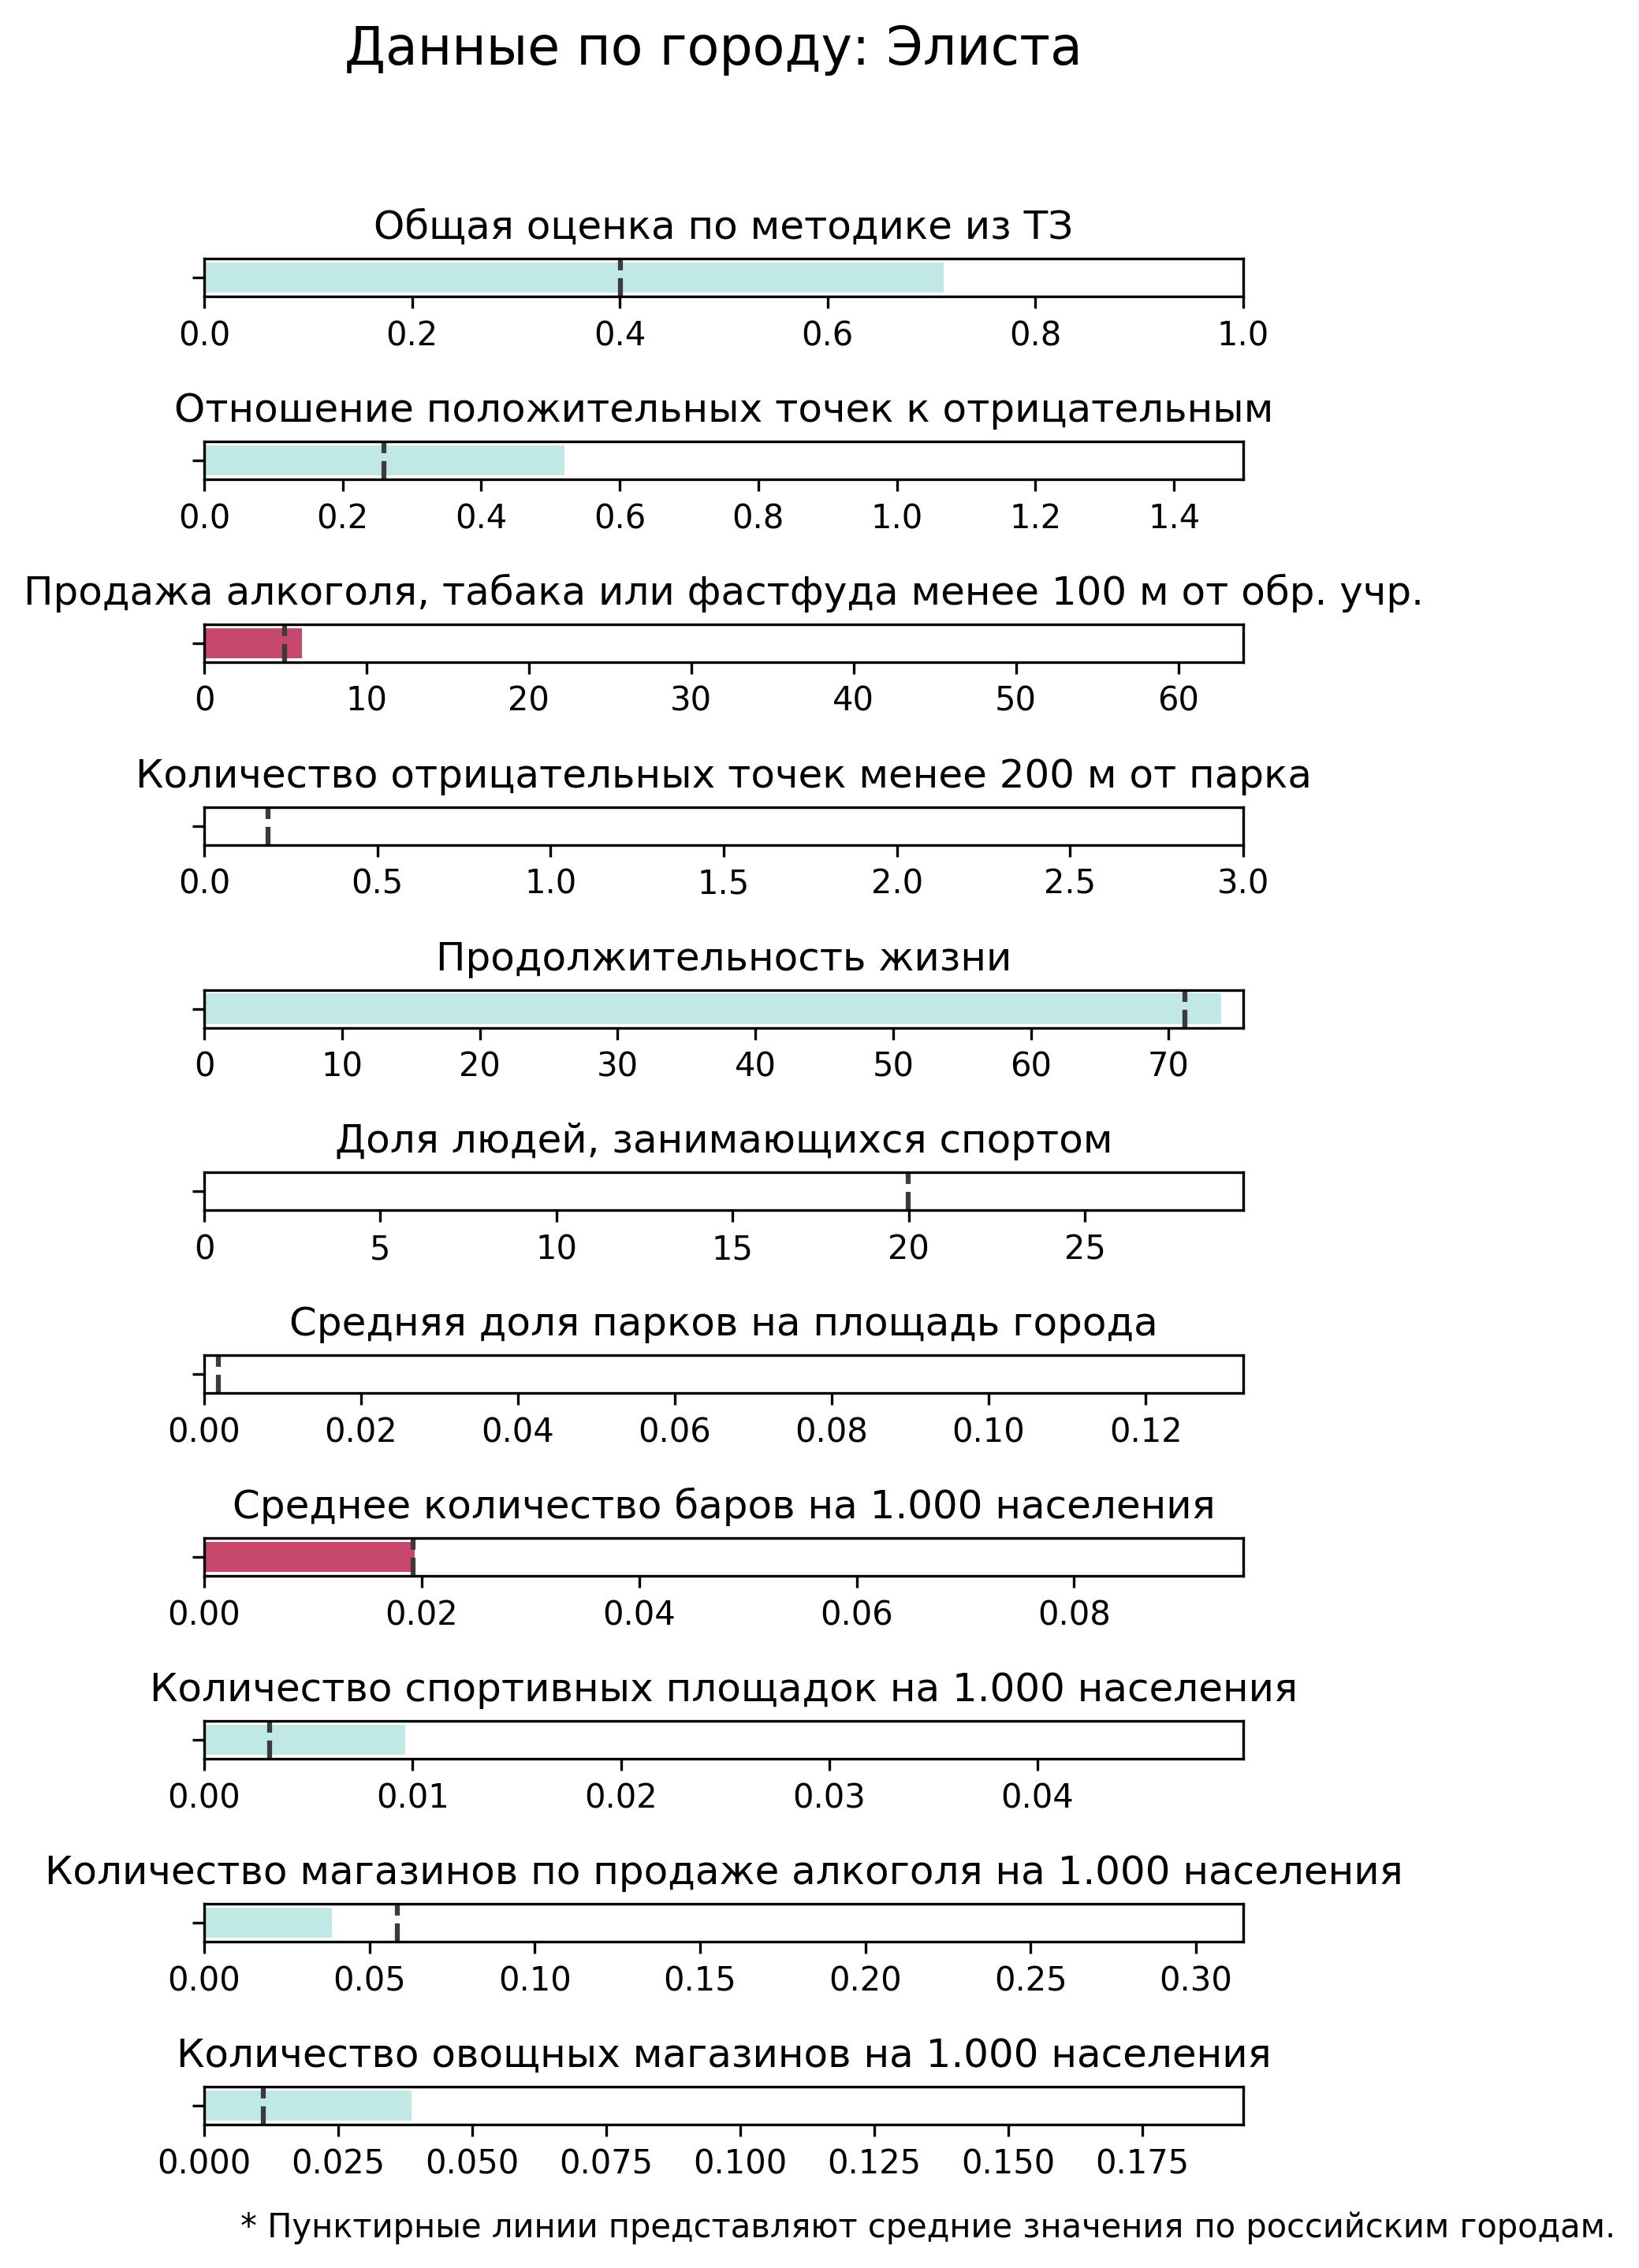 Данные по городу: Элиста
Общая оценка по методике из ТЗ
0.0 0.2 0.4 0.6 0.8 1.0
Отношение положительных точек к отрицательным
0.0 0.2 0.4 0.6 0.8 1.0 1.2 1.4
Продажа алкоголя, табака или фастфуда менее 100 м от обр. учр.
0 10 20 30 40 50 60
Количество отрицательных точек менее 200 м от парка
0.0 0.5 1.0 1.5 2.0 2.5 3.0
Продолжительность жизни
0 10 20 30 40 50 60 70
Доля людей, занимающихся спортом
0 5 10 15 20 25
Средняя доля парков на площадь города
0.00 0.02 0.04 0.06 0.08 0.10 0.12
Среднее количество баров на 1.000 населения
0.00 0.02 0.04 0.06 0.08
Количество спортивных площадок на 1.000 населения
0.00 0.01 0.02 0.03 0.04
Количество магазинов по продаже алкоголя на 1.000 населения
0.00 0.05 0.10 0.15 0.20 0.25 0.30
Количество овощных магазинов на 1.000 населения
0.000 0.025 0.050 0.075 0.100 0.125 0.150 0.175
* Пунктирные линии представляют средние значения по российским городам.